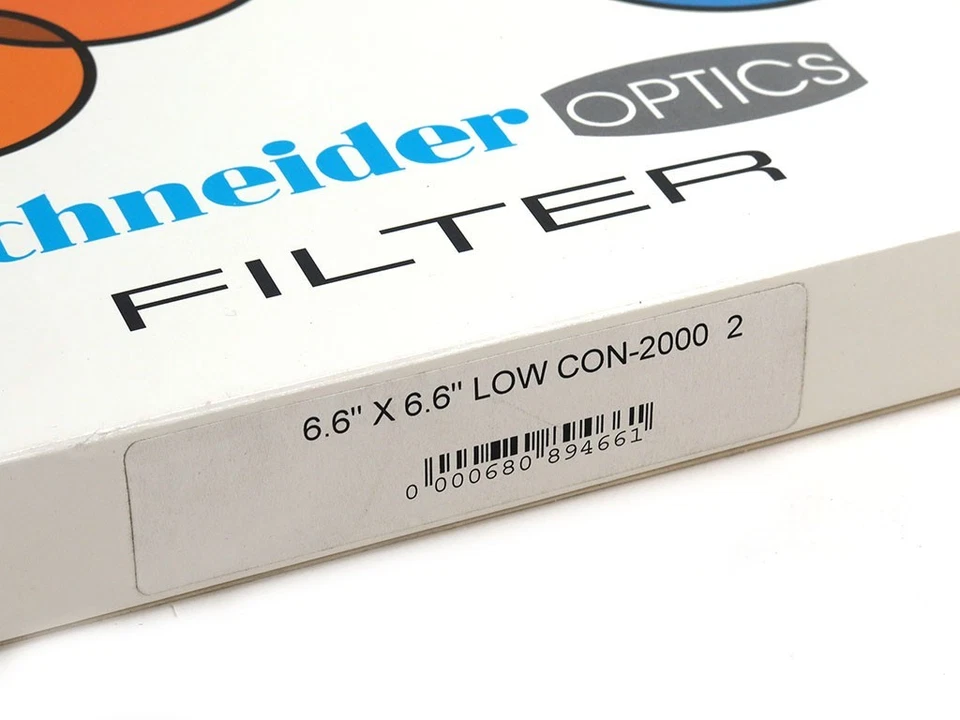 chneider OPTICS
FILTER
6.6" X 6.6" LOW CON-2000 2
0 000680 894661